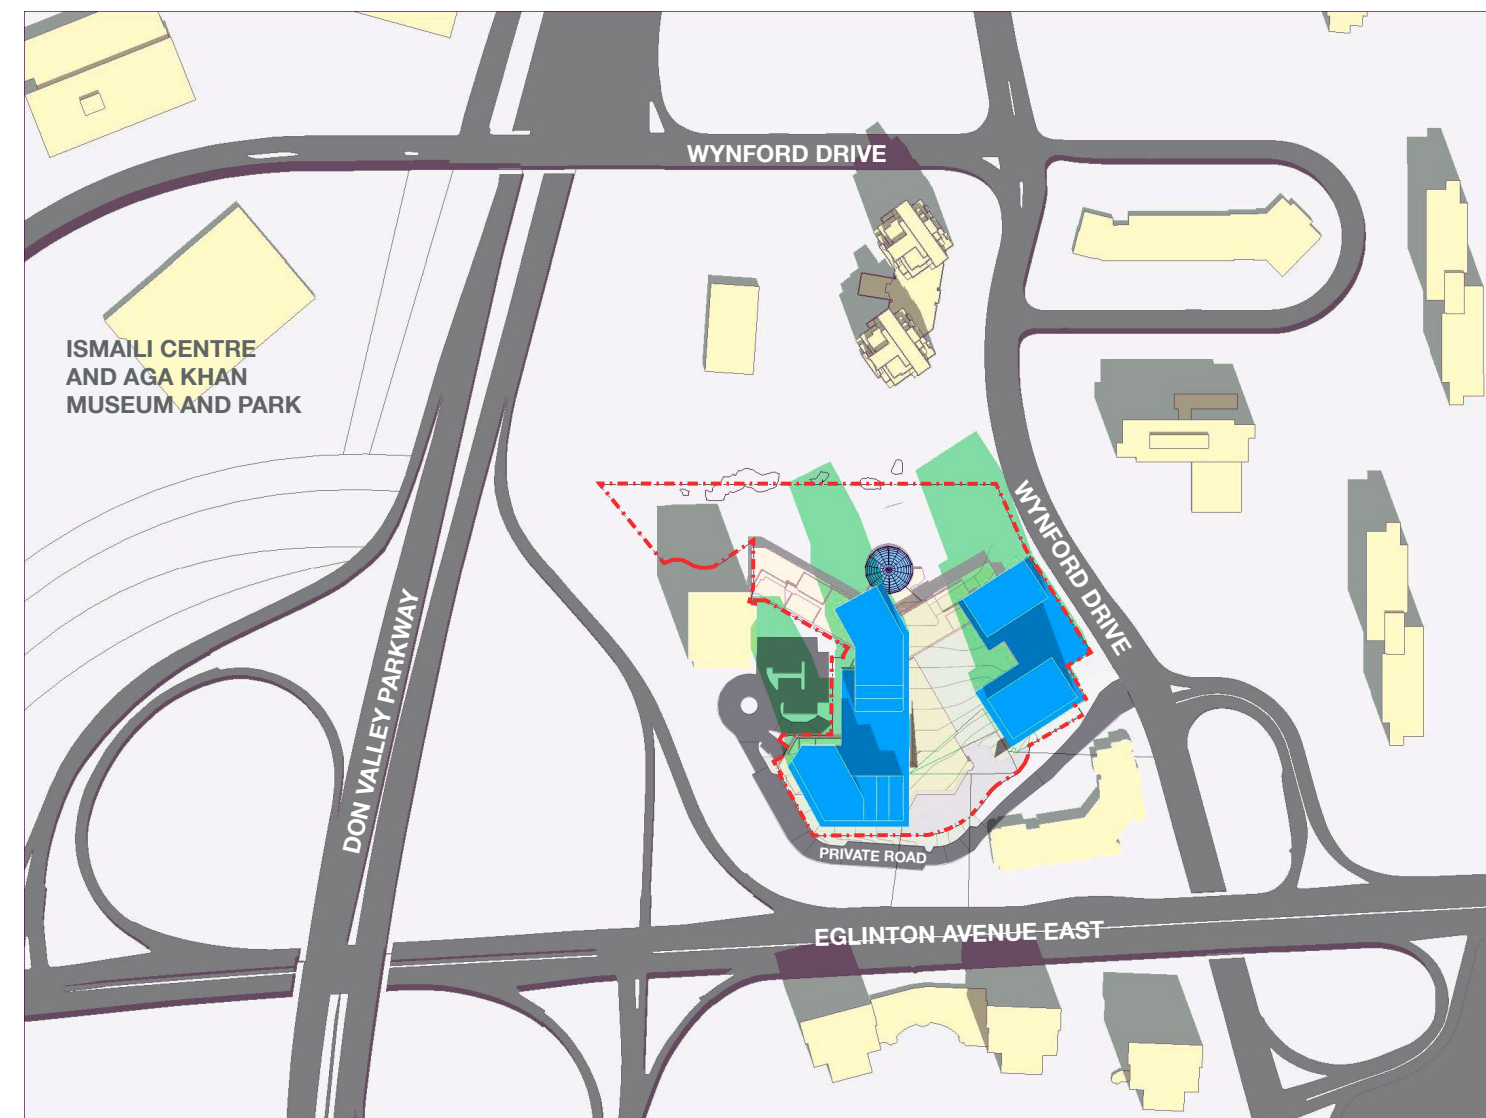 WYNFORD DRIVE
ISMAILI CENTRE
AND AGA KHAN
MUSEUM AND PARK
WYNFORD DRIVE
DON VALLEY PARKWAY
PRIVATE ROAD
EGLINTON AVENUE EAST